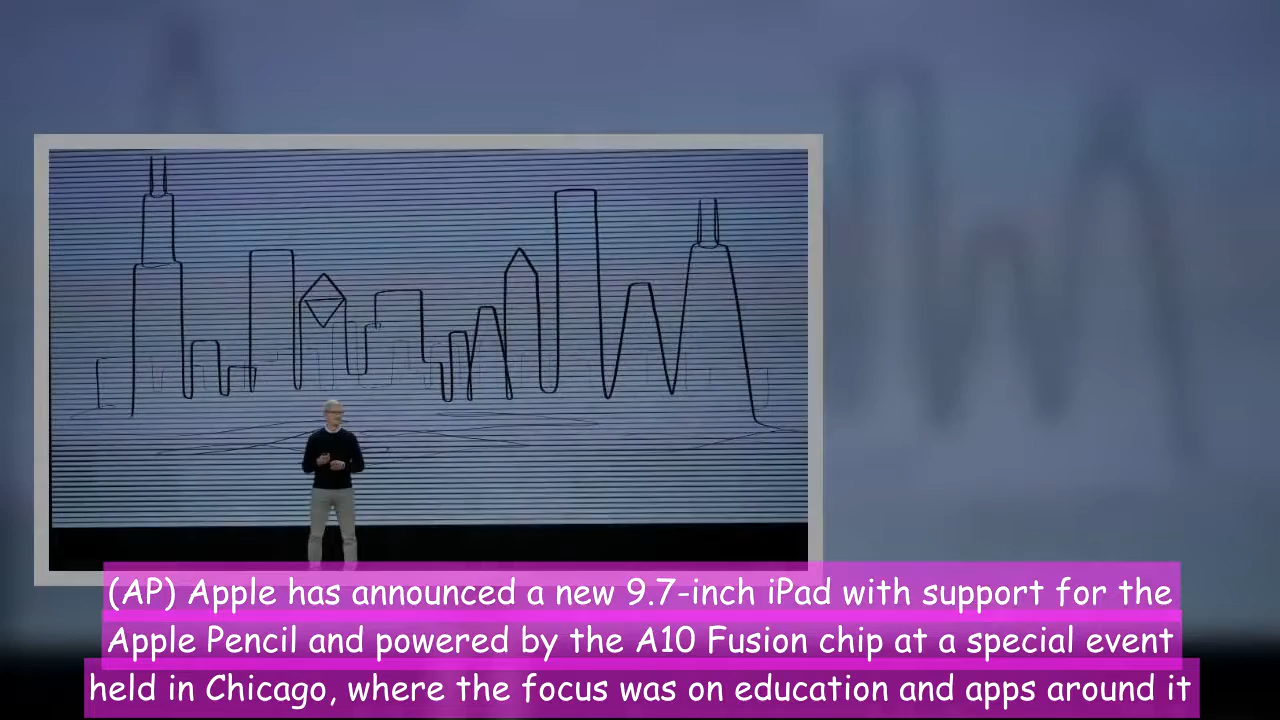 (AP) Apple has announced a new 9.7-inch iPad with support for the
Apple Pencil and powered by the A10 Fusion chip at a special event
held in Chicago, where the focus was on education and apps around it